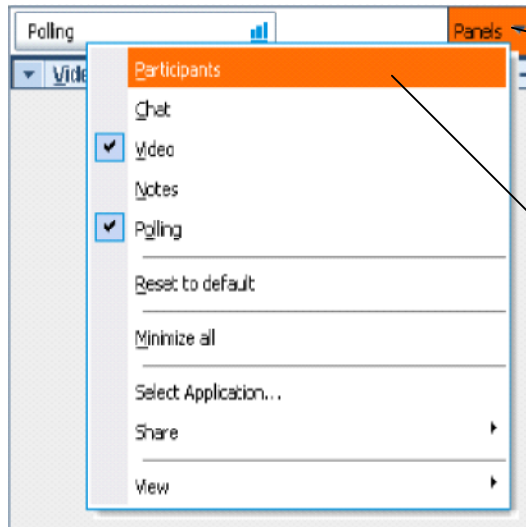 Polling
Panels
Vide
Participants
Chat
Video
Notes
Polling
Reset to default
Minimize all
Select Application...
Share
View